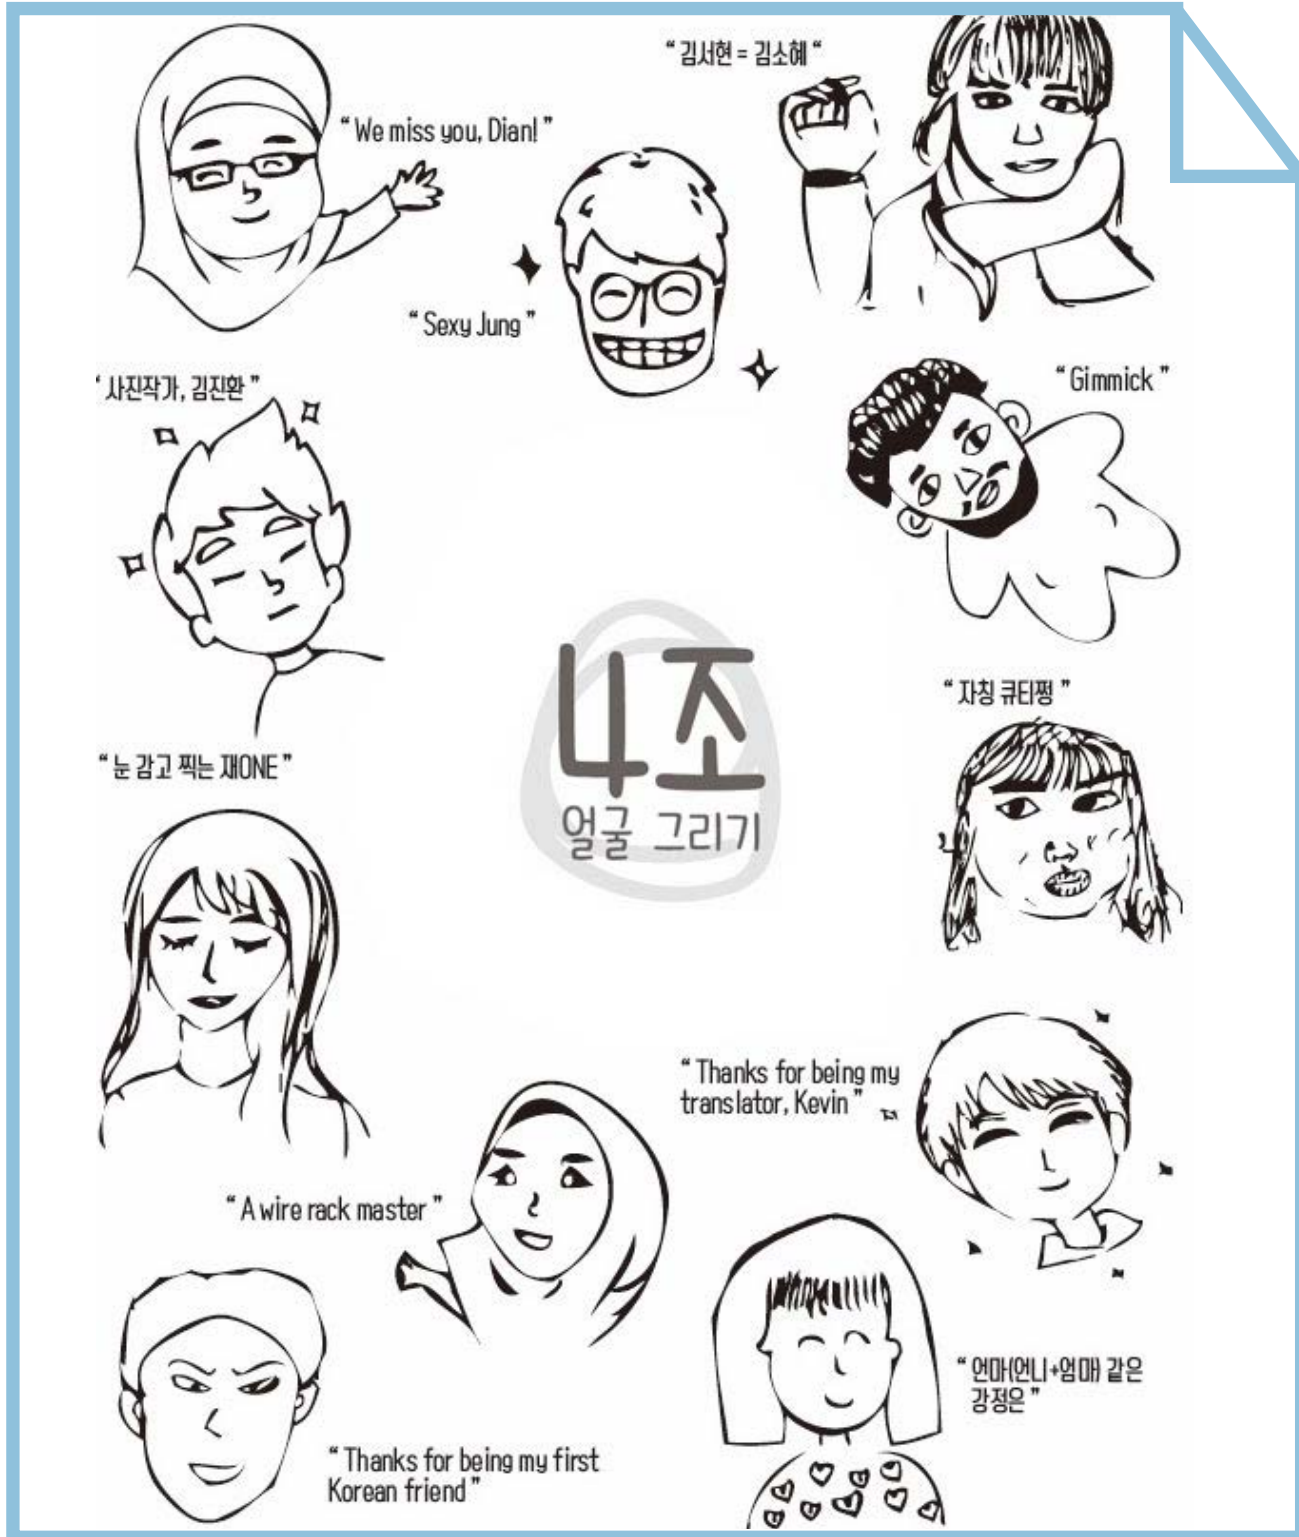 “ We miss you, Dian! ”
“ 김서현 = 김소혜 “
“ Sexy Jung ”
‘ 사진작가, 김진환 ”
“ Gimmick ”
“ 자칭 큐티쩡 ”
“ 눈 감고 찍는 재ONE ”
4조
얼굴 그리기
“ Thanks for being my
translator, Kevin ”
“ A wire rack master ”
“ 언마(언니+엄마) 같은
강정은 ”
“ Thanks for being my first
Korean friend ”